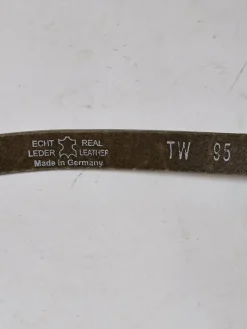 ECHT REAL
LEDER LEATHER
Made in Germany
TW 95